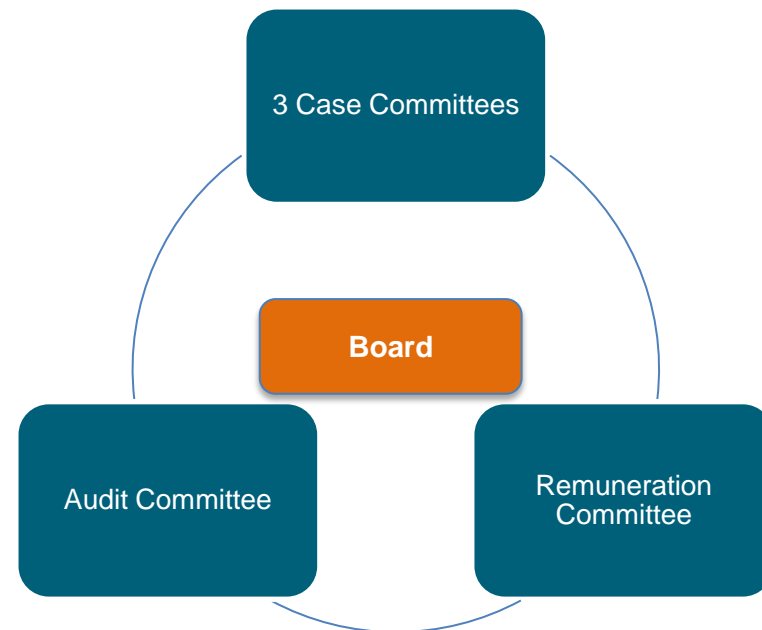 3 Case Committees
Board
Audit Committee
Remuneration
Committee